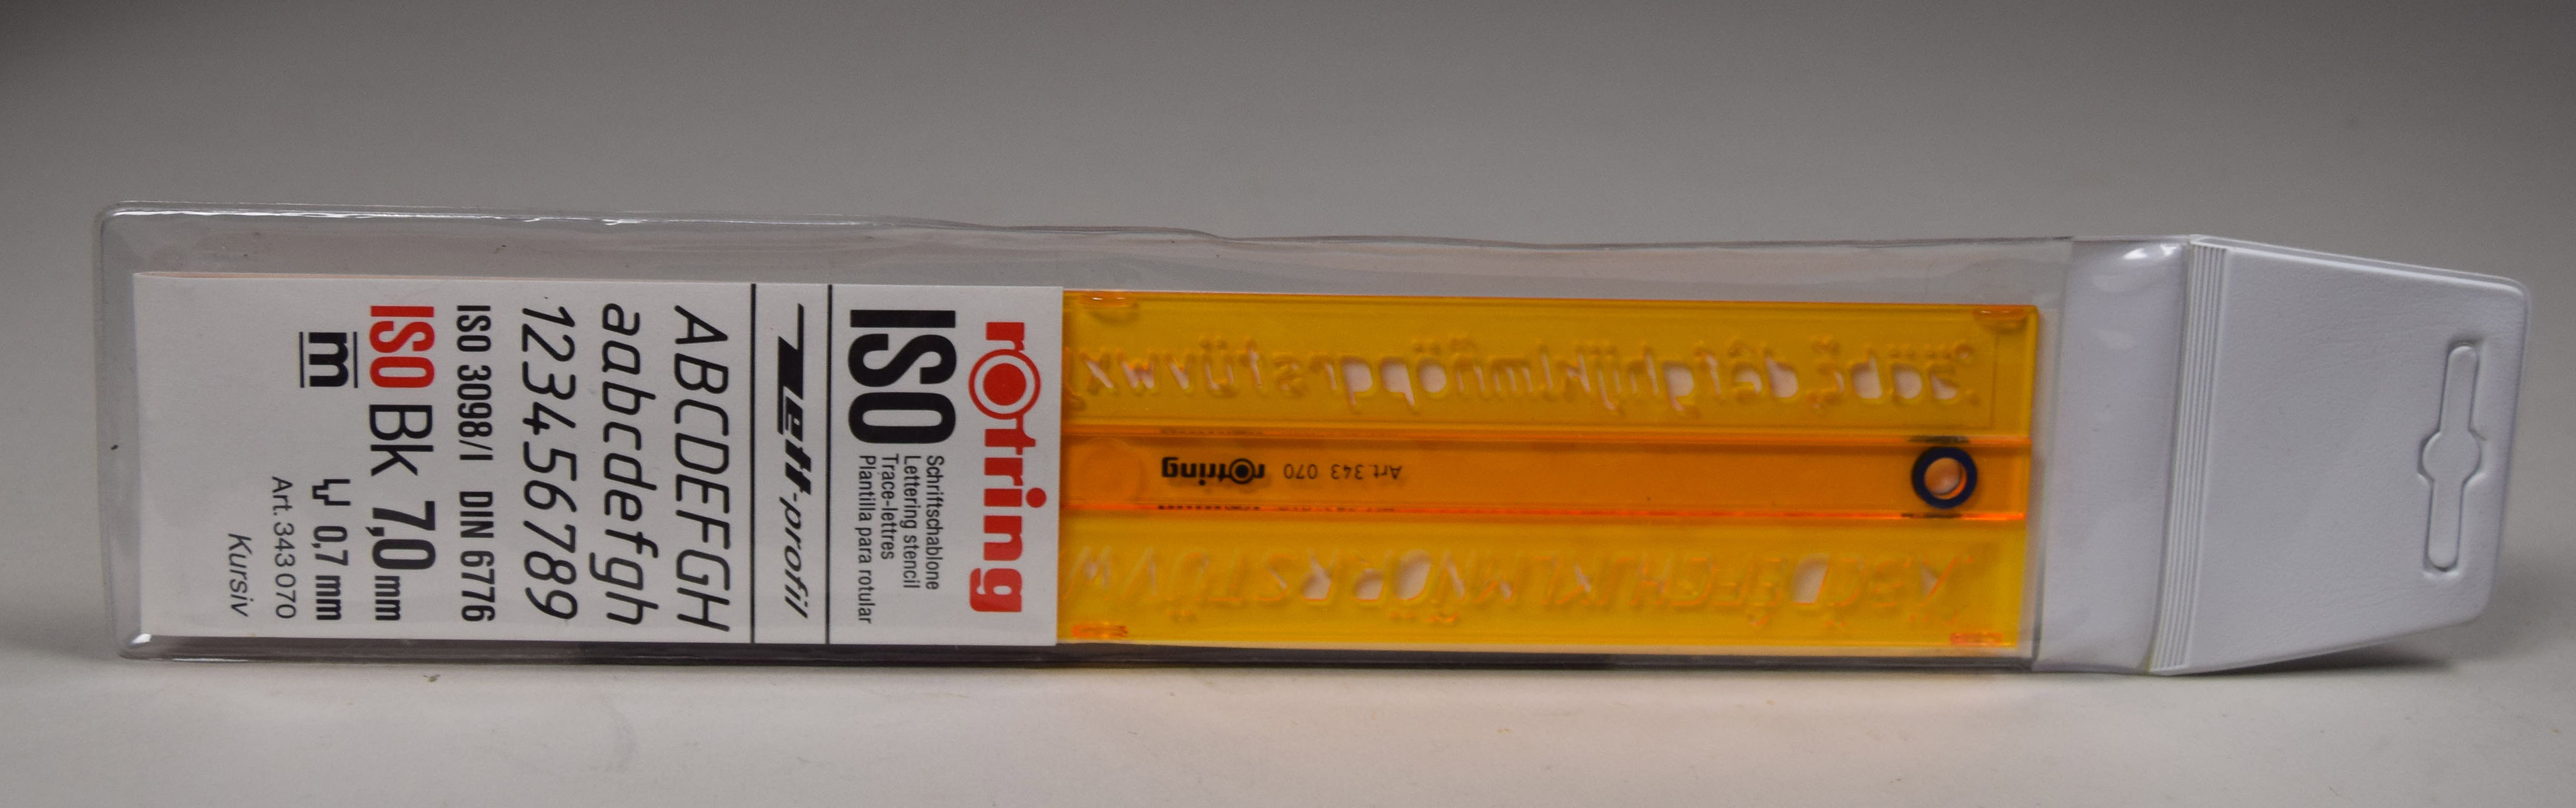 rotring
ISO
Schriftschablone
Lettering stencil
Trace-lettres
Plantilla para rotular
neff-profil
ABCDEFGH
aabcdefgh
123456789
ISO 3098/I DIN 6776
ISO Bk 7,0 mm
m 0,7 mm
Art. 343 070
Kursiv
Art. 343 070 rotring